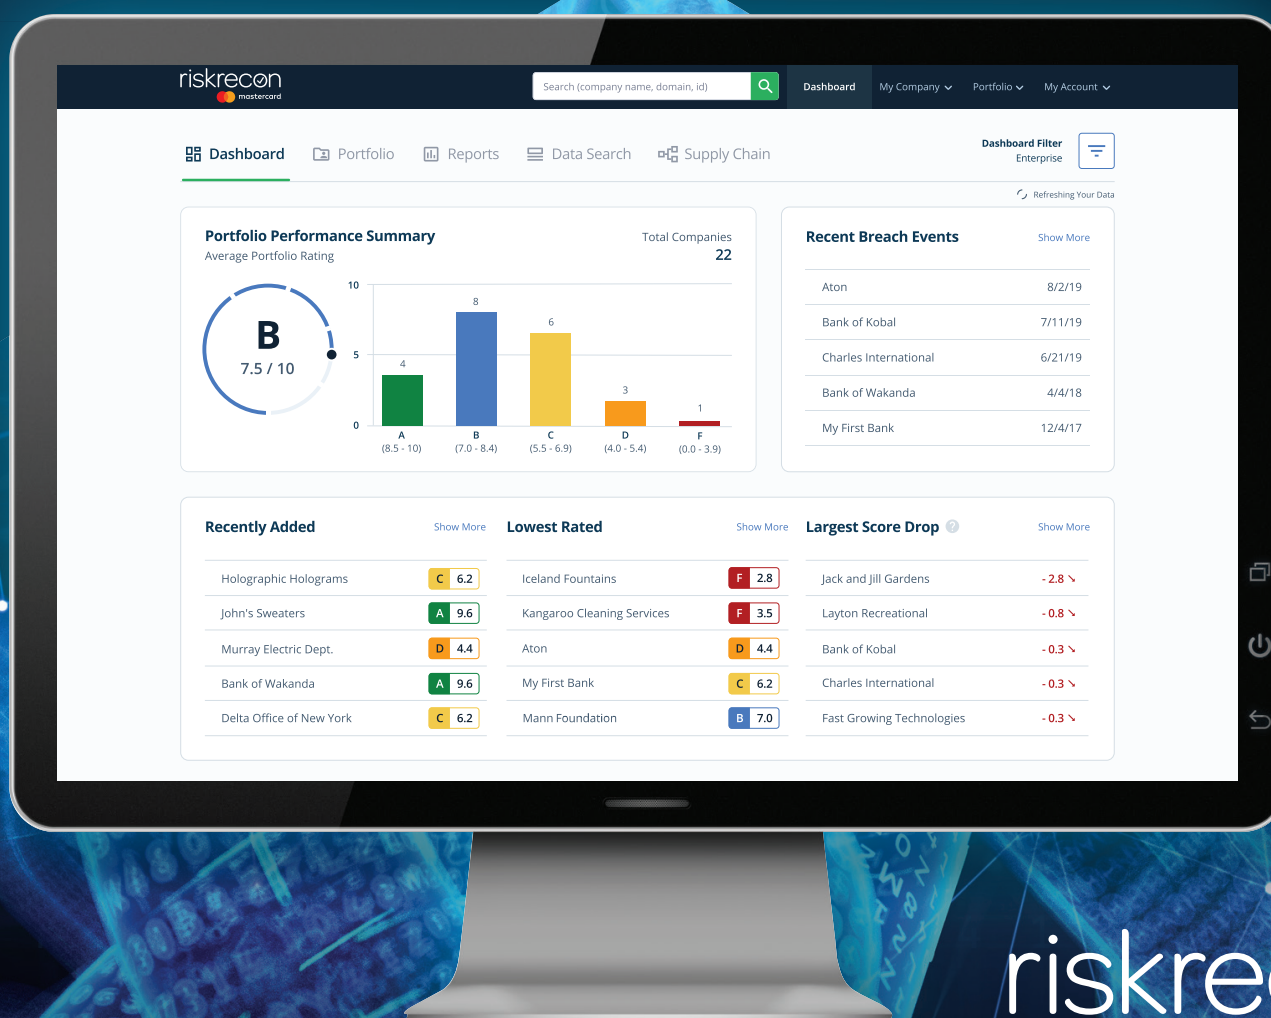 riskrecon
mastercard
Search (company name, domain, id)
Dashboard
My Company
Portfolio
My Account
Dashboard
Portfolio
Reports
Data Search
Supply Chain
Dashboard Filter
Enterprise
Refreshing Your Data
Portfolio Performance Summary
Average Portfolio Rating
Total Companies
22
B
7.5 / 10
10
5
0
4
8
6
3
1
A
(8.5 - 10)
B
(7.0 - 8.4)
C
(5.5 - 6.9)
D
(4.0 - 5.4)
F
(0.0 - 3.9)
Recent Breach Events
Show More
Aton 8/2/19
Bank of Kobal 7/11/19
Charles International 6/21/19
Bank of Wakanda 4/4/18
My First Bank 12/4/17
Recently Added
Show More
Holographic Holograms C 6.2
John's Sweaters A 9.6
Murray Electric Dept. D 4.4
Bank of Wakanda A 9.6
Delta Office of New York C 6.2
Lowest Rated
Show More
Iceland Fountains F 2.8
Kangaroo Cleaning Services F 3.5
Aton D 4.4
My First Bank C 6.2
Mann Foundation B 7.0
Largest Score Drop ?
Show More
Jack and Jill Gardens - 2.8
Layton Recreational - 0.8
Bank of Kobal - 0.3
Charles International - 0.3
Fast Growing Technologies - 0.3
riskre